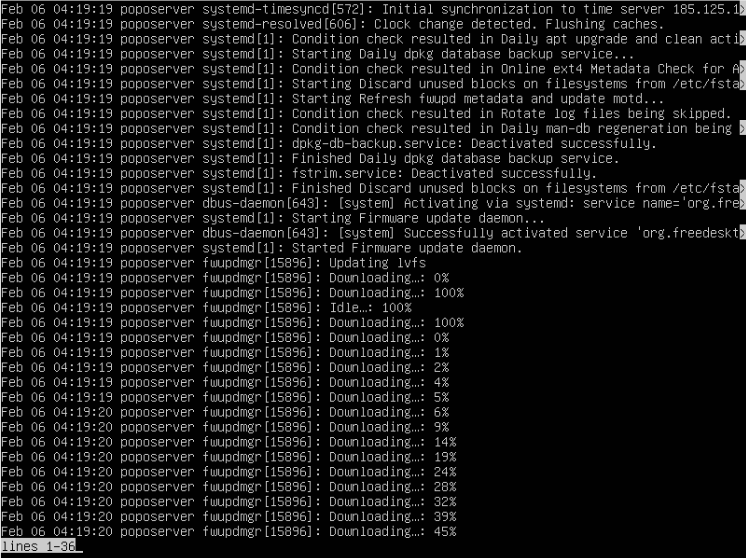 Feb 06 04:19:19 poposerver systemd-timesyncd[572]: Initial synchronization to time server 185.125.1>
Feb 06 04:19:19 poposerver systemd-resolved[606]: Clock change detected. Flushing caches.
Feb 06 04:19:19 poposerver systemd[1]: Condition check resulted in Daily apt upgrade and clean acti>
Feb 06 04:19:19 poposerver systemd[1]: Starting Daily dpkg database backup service...
Feb 06 04:19:19 poposerver systemd[1]: Condition check resulted in Online ext4 Metadata Check for A>
Feb 06 04:19:19 poposerver systemd[1]: Starting Discard unused blocks on filesystems from /etc/fsta>
Feb 06 04:19:19 poposerver systemd[1]: Starting Refresh fwupd metadata and update motd...
Feb 06 04:19:19 poposerver systemd[1]: Condition check resulted in Rotate log files being skipped.
Feb 06 04:19:19 poposerver systemd[1]: Condition check resulted in Daily man-db regeneration being >
Feb 06 04:19:19 poposerver systemd[1]: dpkg-db-backup.service: Deactivated successfully.
Feb 06 04:19:19 poposerver systemd[1]: Finished Daily dpkg database backup service.
Feb 06 04:19:19 poposerver systemd[1]: fstrim.service: Deactivated successfully.
Feb 06 04:19:19 poposerver systemd[1]: Finished Discard unused blocks on filesystems from /etc/fsta>
Feb 06 04:19:19 poposerver dbus-daemon[643]: [system] Activating via systemd: service name='org.fre>
Feb 06 04:19:19 poposerver systemd[1]: Starting Firmware update daemon...
Feb 06 04:19:19 poposerver dbus-daemon[643]: [system] Successfully activated service 'org.freedeskt>
Feb 06 04:19:19 poposerver systemd[1]: Started Firmware update daemon.
Feb 06 04:19:19 poposerver fwupdmgr[15896]: Updating lvfs
Feb 06 04:19:19 poposerver fwupdmgr[15896]: Downloading…: 0%
Feb 06 04:19:19 poposerver fwupdmgr[15896]: Downloading…: 100%
Feb 06 04:19:19 poposerver fwupdmgr[15896]: Idle…: 100%
Feb 06 04:19:19 poposerver fwupdmgr[15896]: Downloading…: 100%
Feb 06 04:19:19 poposerver fwupdmgr[15896]: Downloading…: 0%
Feb 06 04:19:19 poposerver fwupdmgr[15896]: Downloading…: 1%
Feb 06 04:19:19 poposerver fwupdmgr[15896]: Downloading…: 2%
Feb 06 04:19:19 poposerver fwupdmgr[15896]: Downloading…: 4%
Feb 06 04:19:19 poposerver fwupdmgr[15896]: Downloading…: 5%
Feb 06 04:19:20 poposerver fwupdmgr[15896]: Downloading…: 6%
Feb 06 04:19:20 poposerver fwupdmgr[15896]: Downloading…: 9%
Feb 06 04:19:20 poposerver fwupdmgr[15896]: Downloading…: 14%
Feb 06 04:19:20 poposerver fwupdmgr[15896]: Downloading…: 19%
Feb 06 04:19:20 poposerver fwupdmgr[15896]: Downloading…: 24%
Feb 06 04:19:20 poposerver fwupdmgr[15896]: Downloading…: 28%
Feb 06 04:19:20 poposerver fwupdmgr[15896]: Downloading…: 32%
Feb 06 04:19:20 poposerver fwupdmgr[15896]: Downloading…: 39%
Feb 06 04:19:20 poposerver fwupdmgr[15896]: Downloading…: 45%
lines 1-36